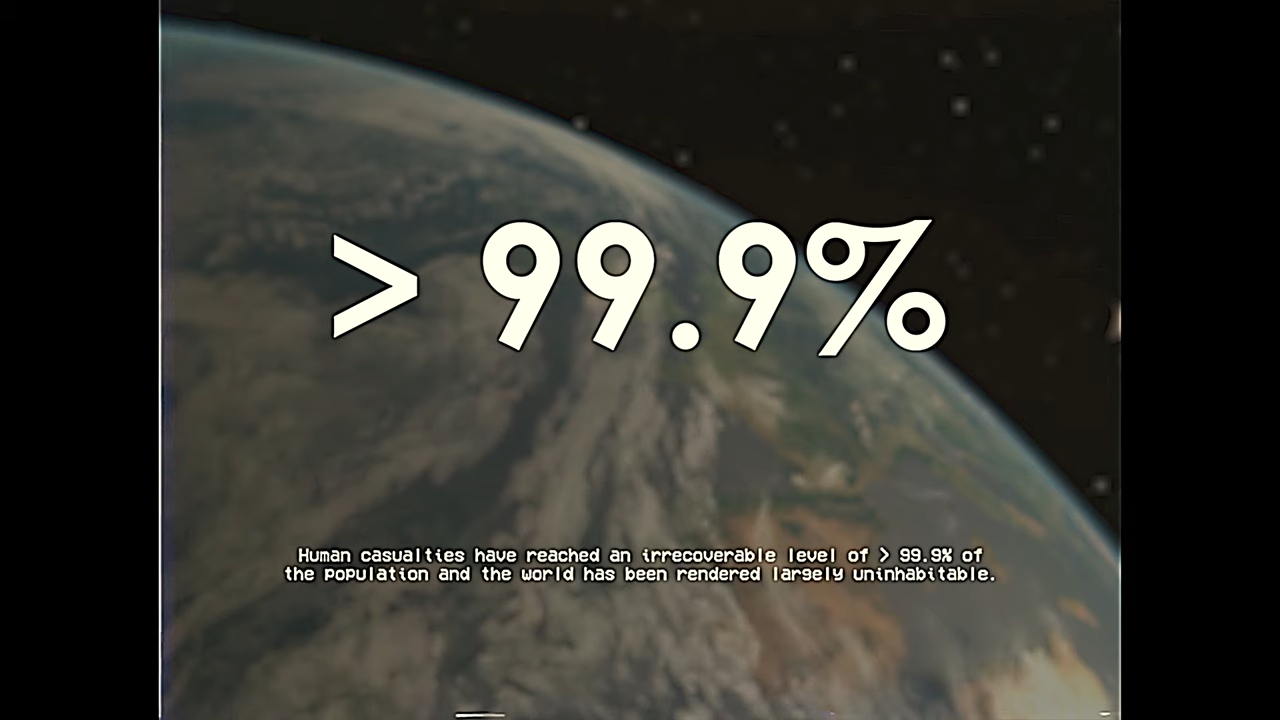 > 99.9%
Human casualties have reached an irrecoverable level of > 99.9% of
the population and the world has been rendered largely uninhabitable.